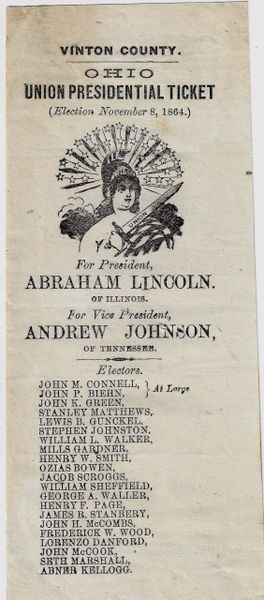 VINTON COUNTY.
OHIO
UNION PRESIDENTIAL TICKET
(Election November 8, 1864.)
For President,
ABRAHAM LINCOLN.
OF ILLINOIS.
For Vice President,
ANDREW JOHNSON,
OF TENNESSEE.
Electors.
JOHN M. CONNELL,
JOHN P. BIEHN,
At Large
JOHN K. GREEN,
STANLEY MATTHEWS,
LEWIS B. GUNCKEL,
STEPHEN JOHNSTON,
WILLIAM L. WALKER,
MILLS GARDNER,
HENRY W. SMITH,
OZIAS BOWEN,
JACOB SCROGGS,
WILLIAM SHEFFIELD,
GEORGE A. WALLER,
HENRY F. PAGE,
JAMES R. STANBERY,
JOHN H. McCOMBS,
FREDERICK W. WOOD,
LORENZO DANFORD,
JOHN McCOOK,
SETH MARSHALL,
ABNER KELLOGG.